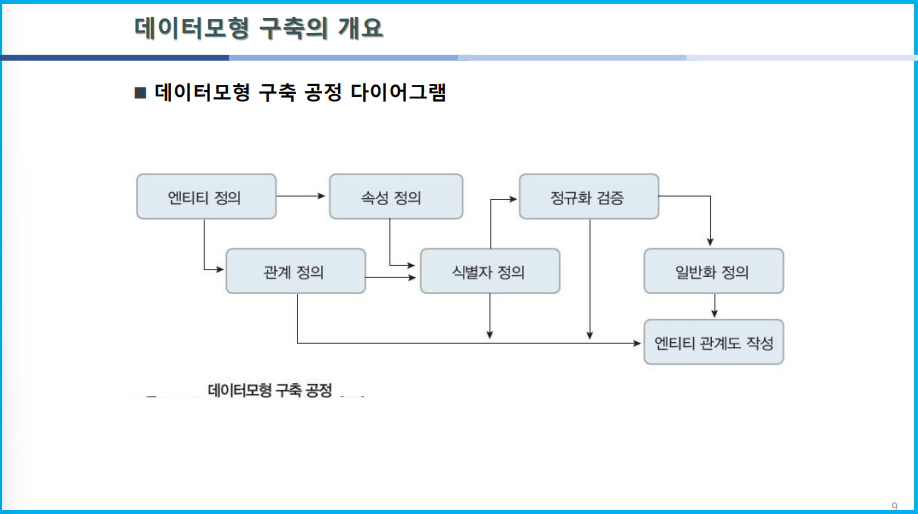 데이터모형 구축의 개요
■ 데이터모형 구축 공정 다이어그램
엔티티 정의
속성 정의
정규화 검증
관계 정의
식별자 정의
일반화 정의
엔티티 관계도 작성
데이터모형 구축 공정
9